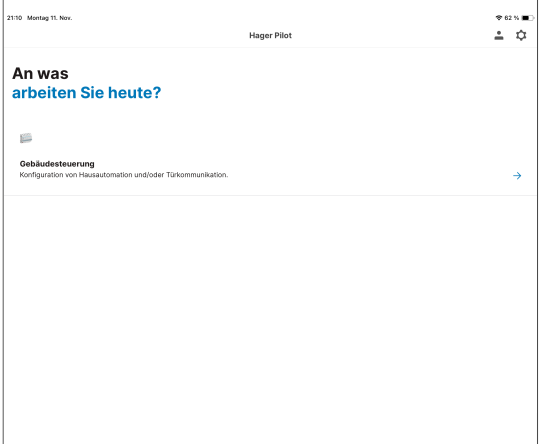 21:10 Montag 11. Nov.
62 %
Hager Pilot
An was
arbeiten Sie heute?
Gebäudesteuerung
Konfiguration von Hausautomation und/oder Türkommunikation.